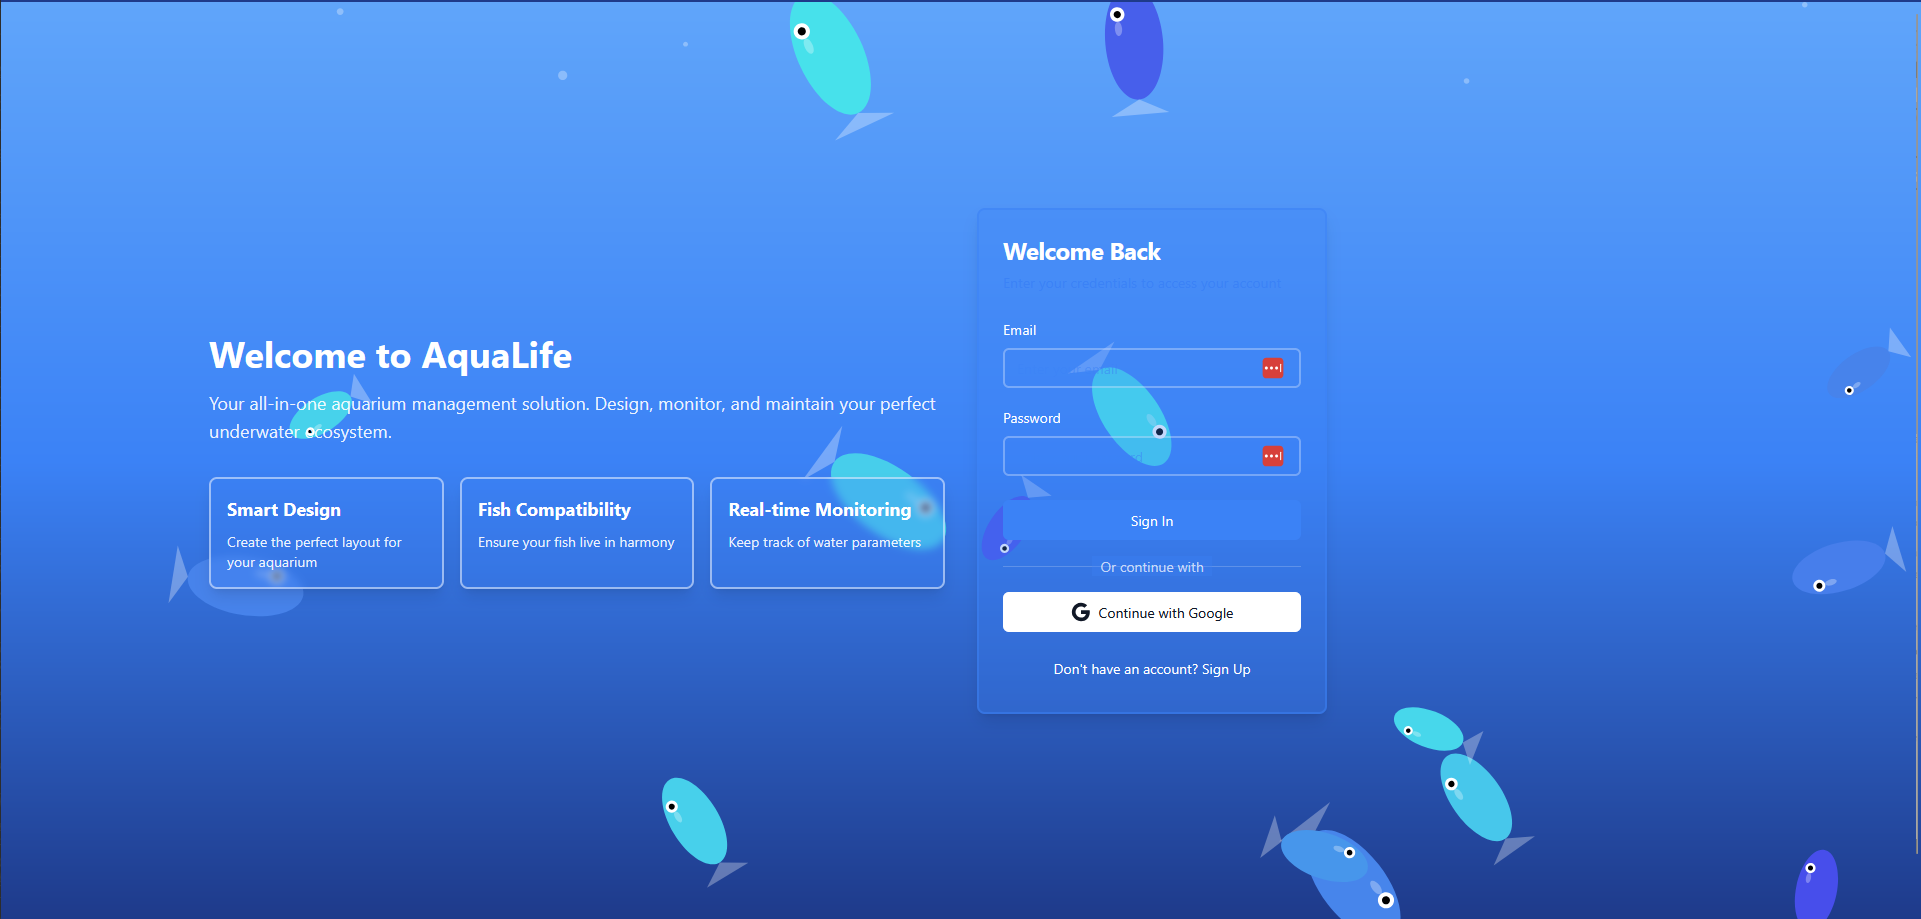 Welcome to AquaLife
Your all-in-one aquarium management solution. Design, monitor, and maintain your perfect
underwater ecosystem.
Smart Design
Create the perfect layout for
your aquarium
Fish Compatibility
Ensure your fish live in harmony
Real-time Monitoring
Keep track of water parameters
Welcome Back
Enter your credentials to access your account
Email
email
Password
Sign In
Or continue with
Continue with Google
Don't have an account? Sign Up